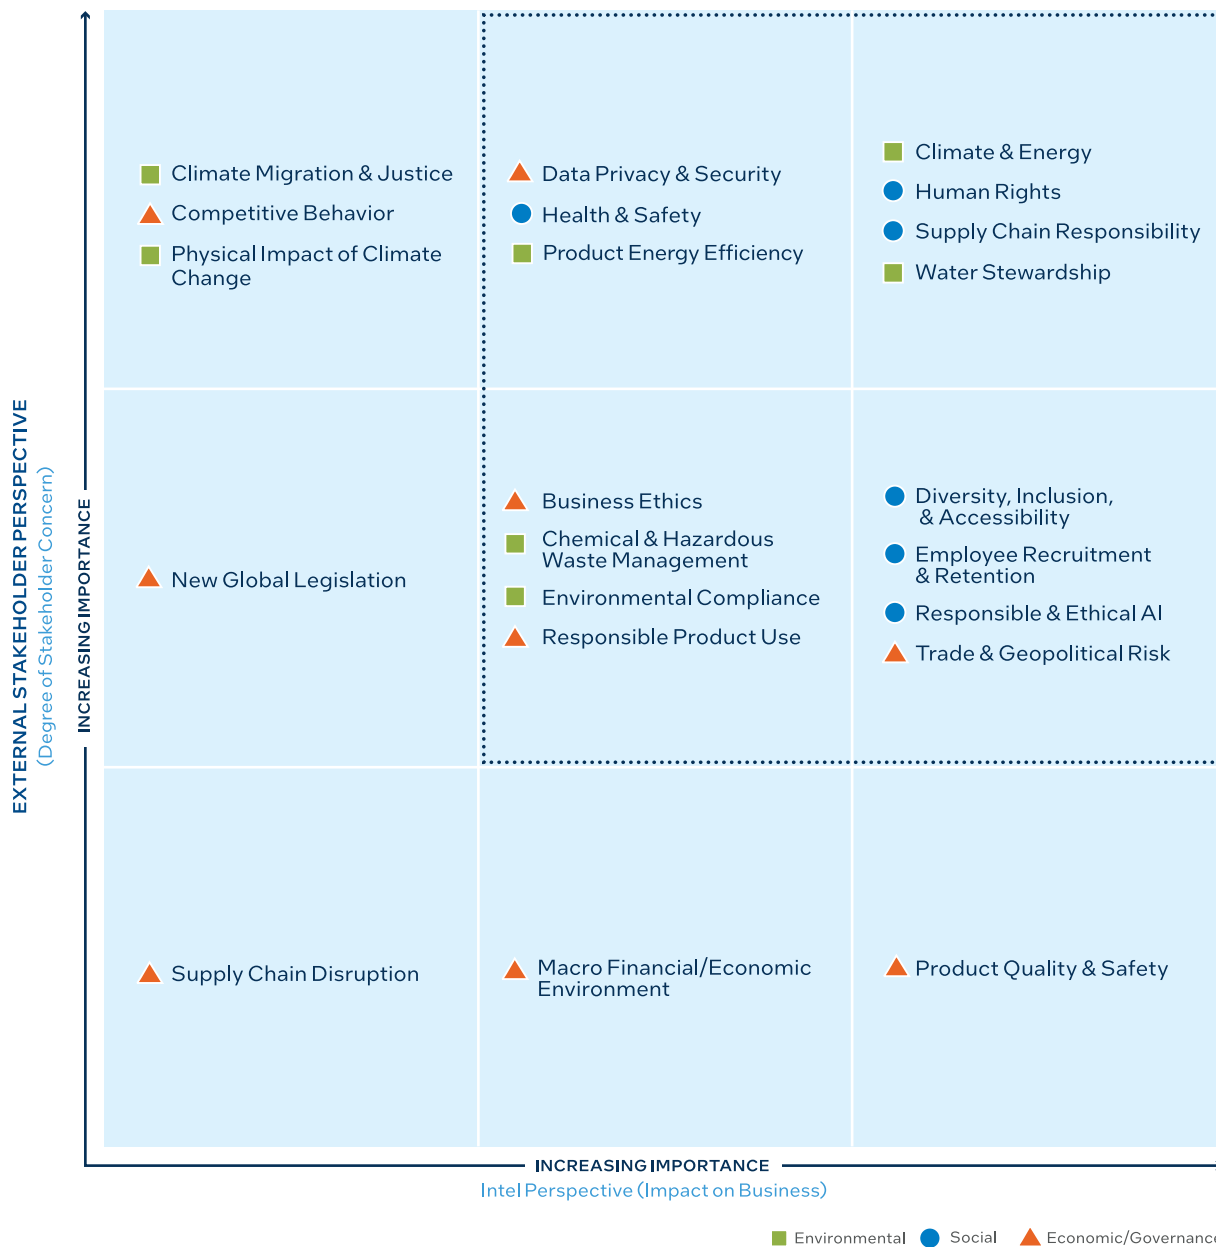 EXTERNAL STAKEHOLDER PERSPECTIVE
(Degree of Stakeholder Concern)
INCREASING IMPORTANCE
Climate Migration & Justice
Competitive Behavior
Physical Impact of Climate
Change
Data Privacy & Security
Health & Safety
Product Energy Efficiency
Climate & Energy
Human Rights
Supply Chain Responsibility
Water Stewardship
New Global Legislation
Business Ethics
Chemical & Hazardous
Waste Management
Environmental Compliance
Responsible Product Use
Diversity, Inclusion,
& Accessibility
Employee Recruitment
& Retention
Responsible & Ethical AI
Trade & Geopolitical Risk
Supply Chain Disruption
Macro Financial/Economic
Environment
Product Quality & Safety
INCREASING IMPORTANCE
Intel Perspective (Impact on Business)
Environmental
Social
Economic/Governance